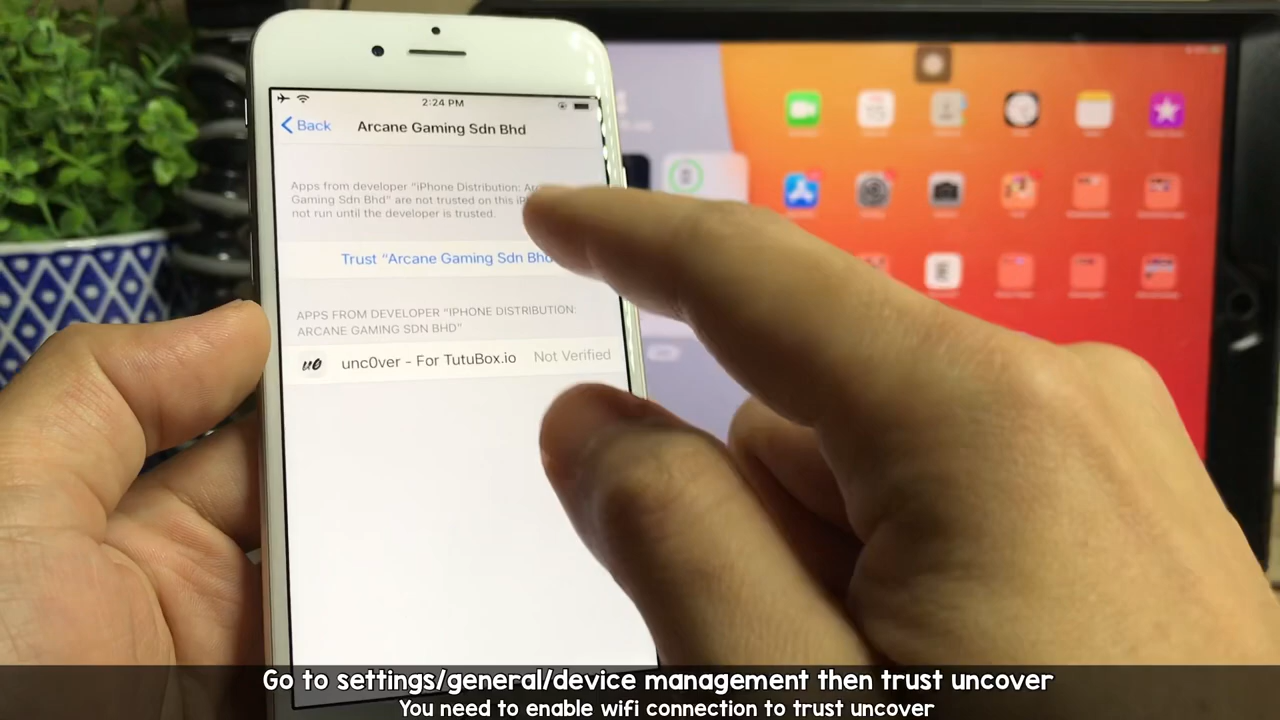 2:24 PM
Back
Arcane Gaming Sdn Bhd
Apps from developer "iPhone Distribution:
Gaming Sdn Bhd" are not trusted on this
not run until the developer is trusted.
Trust "Arcane Gaming Sdn Bhd
APPS FROM DEVELOPER "IPHONE DISTRIBUTION:
ARCANE GAMING SDN BHD"
u0 unc0ver - For TutuBox.io Not Verified
Go to settings/general/device management then trust uncover
You need to enable wifi connection to trust uncover